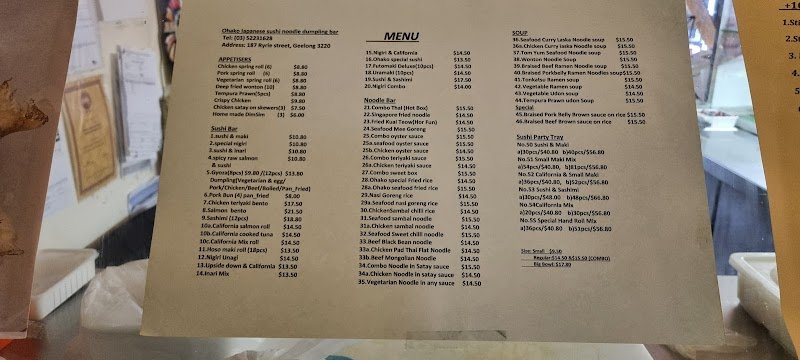 Ohako Japanese sushi noodle dumpling bar
Tel: (03) 52231628
Address: 187 Ryrie street, Geelong 3220
APPETISERS
Chicken spring roll (6) $8.80
Pork spring roll (6) $8.80
Vegetarian spring roll (6) $8.80
Deep fried wonton (10) $8.80
Tempura Prawn(5pcs) $8.80
Crispy Chicken $9.80
Chicken satay on skewers(3) $7.50
Home made DimSim (3) $6.00
Sushi Bar
1.sushi & maki $10.80
2.special nigiri $10.80
3.sushi & inari $10.80
4.spicy raw salmon $10.80
& sushi
5.Gyoza(8pcs) $9.80 /(12pcs) $13.80
Dumpling(Vegetarian & egg/
Pork/Chicken/Beef/Boiled/Pan_Fried)
6.Pork Bun (4) pan_fried $8.00
7.Chicken teriyaki bento $17.50
8.Salmon bento $21.50
9.Sashimi (12pcs) $18.80
10a.California salmon roll $14.50
10b.California cooked tuna $14.50
10c.California Mix roll $14.50
11.Hoso maki roll (18pcs) $13.50
12.Nigiri Unagi $14.50
13.Upside down & California $13.50
14.Inari Mix $13.50
MENU
15.Nigiri & California $14.50
16.Ohako special sushi $13.50
17.Futomaki Deluxe(10pcs) $14.50
18.Uramaki (10pcs) $14.50
19.Sushi & Sashimi $17.50
20.Nigiri Combo $14.00
Noodle Bar
21.Combo Thai (Hot Box) $15.50
22.Singapore fried noodle $14.50
23.Fried Kuai Teow(Hor Fun) $14.50
24.Seafood Mee Goreng $15.50
25.Combo oyster sauce $15.50
25a.seafood oyster sauce $15.50
25b.Chicken oyster sauce $14.50
26.Combo teriyaki sauce $15.50
26a.Chicken teriyaki sauce $14.50
27.Combo sweet box $15.50
28.Ohako special Fried rice $14.50
28a.Ohako seafood fried rice $15.50
29.Nasi Goreng rice $14.50
29a.Seafood nasi goreng rice $15.50
30.ChickenSambal chilli rice $14.50
31.Seafood sambal noodle $15.50
31a.Chicken sambal noodle $14.50
32.Seafood Sweet chilli noodle $15.50
33.Beef Black Bean noodle $14.50
33a.Chicken Pad Thai Flat Noodle $14.50
33b.Beef Mongolian Noodle $14.50
34.Combo Noodle in Satay sauce $15.50
34a.Chicken Noodle in satay sauce $14.50
35.Vegetarian Noodle in any sauce $14.50
SOUP
36.Seafood Curry Laska Noodle soup $15.50
36a.Chicken Curry laska Noodle soup $15.50
37.Tom Yum Seafood Noodle soup $15.50
38.Wonton Noodle Soup $15.50
39.Braised Beef Ramen Noodle soup $15.50
40.Braised Porkbelly Ramen Noodles soup$15.50
41.Tonkatsu Ramen soup $15.50
42.Vegetable Ramen soup $14.50
43.Vegetable Udon soup $14.50
44.Tempura Prawn udon Soup $15.50
Special
45.Braised Pork Belly Brown sauce on rice $15.50
46.Braised Beef Brown sauce on rice $15.50
Sushi Party Tray
No.50 Sushi & Maki
a)30pcs/$40.80 b)40pcs/$56.80
No.51 Small Maki Mix
a)54pcs/$40.80, b)81pcs/$56.80
No.52 California & Small Maki
a)36pcs/$40.80, b)52pcs/$56.80
No.53 Sushi & Sashimi
a)30pcs/$48.00 b)48pcs/$66.80
No.54California Mix
a)20pcs/40.80 b)30pcs/$56.80
No.55 Special Hand Roll Mix
a)36pcs/$40.80 b)51pcs/$56.80
Size: Small $9.50
Regular $14.50 &$15.50 (COMBO)
Big Bowl: $17.80